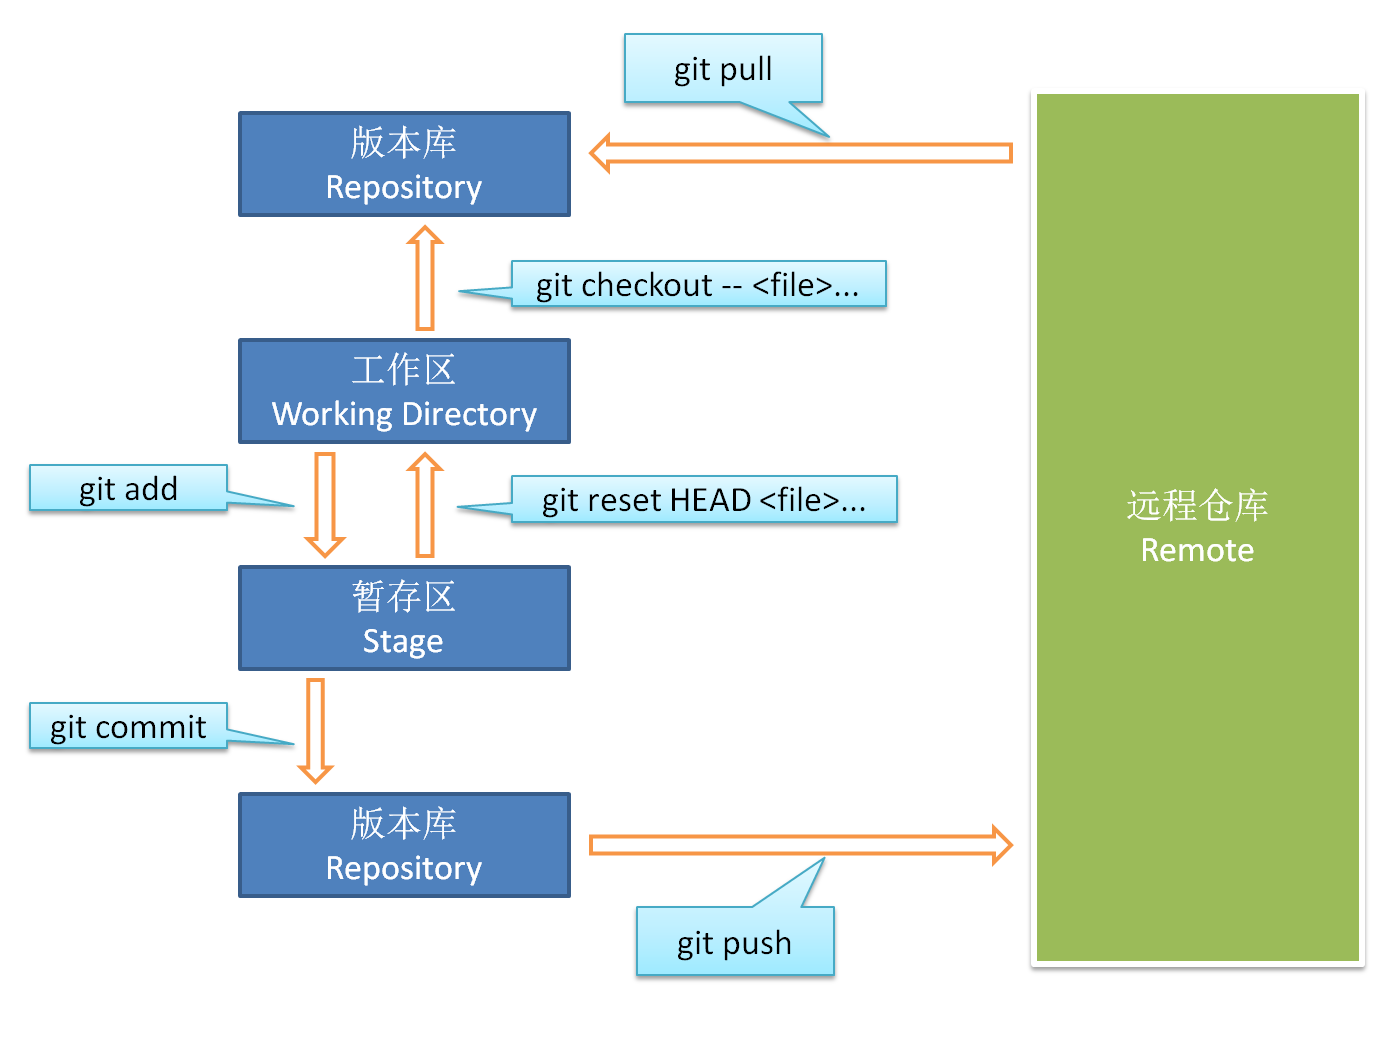 git pull
版本库
Repository
git checkout -- <file>...
工作区
Working Directory
git add
git reset HEAD <file>...
远程仓库
Remote
暂存区
Stage
git commit
版本库
Repository
git push